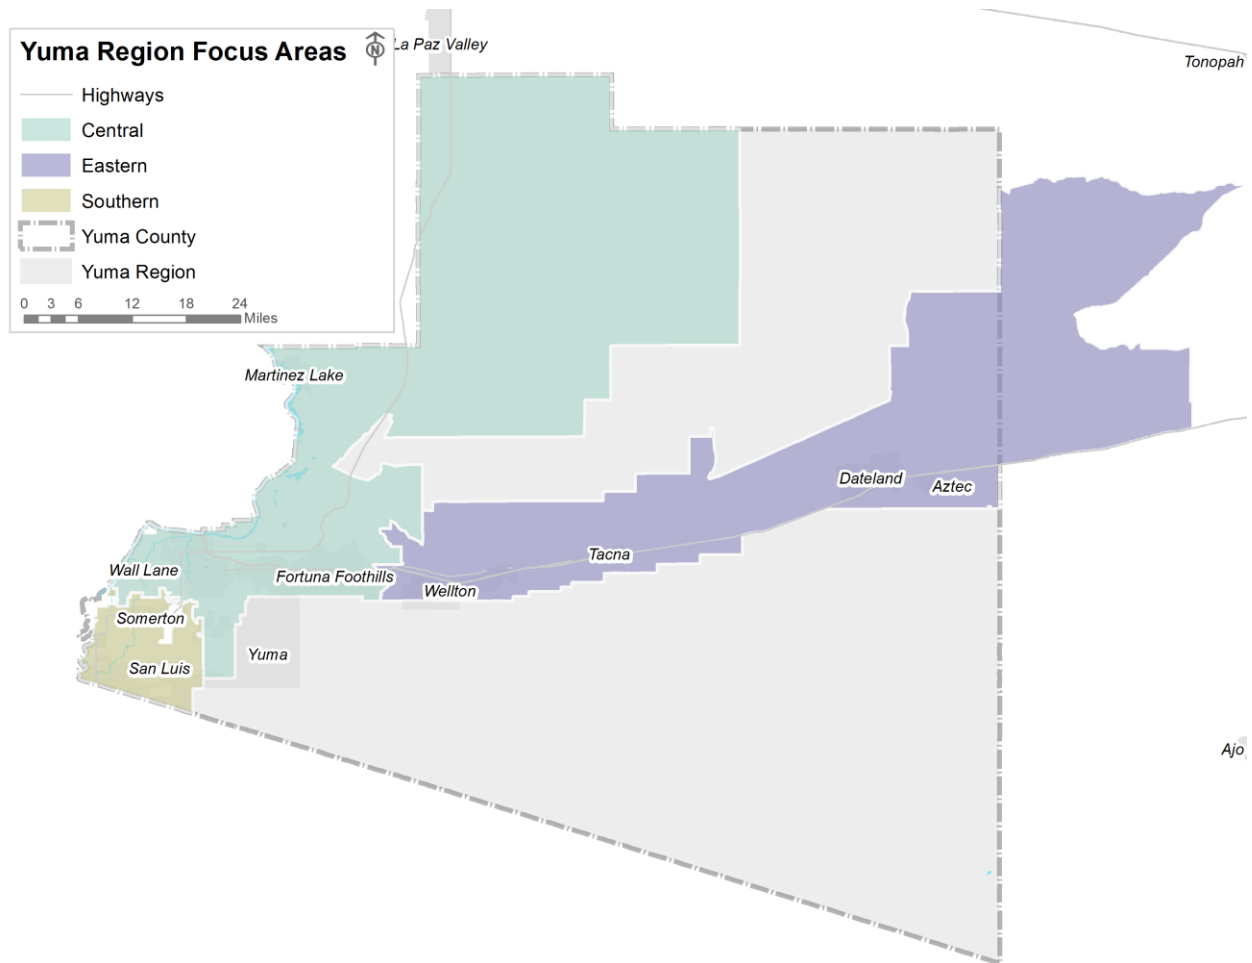 Yuma Region Focus Areas
N
Highways
Central
Eastern
Southern
Yuma County
Yuma Region
0 3 6 12 18 24
Miles
La Paz Valley
Tonopah
Martinez Lake
Dateland
Aztec
Tacna
Wall Lane
Fortuna Foothills
Wellton
Somerton
Yuma
San Luis
Ajo